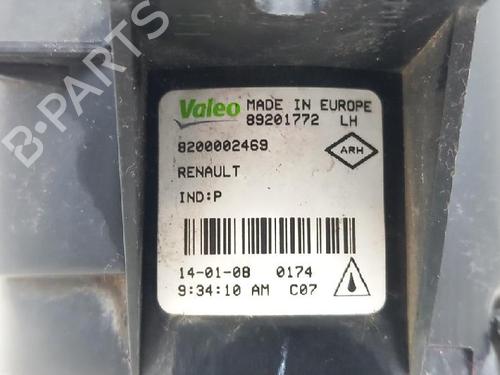 B-PARTS
Valeo MADE IN EUROPE
89201772 LH
8200002469
ARH
RENAULT
IND:P
14-01-08 0174
9:34:10 AM C07